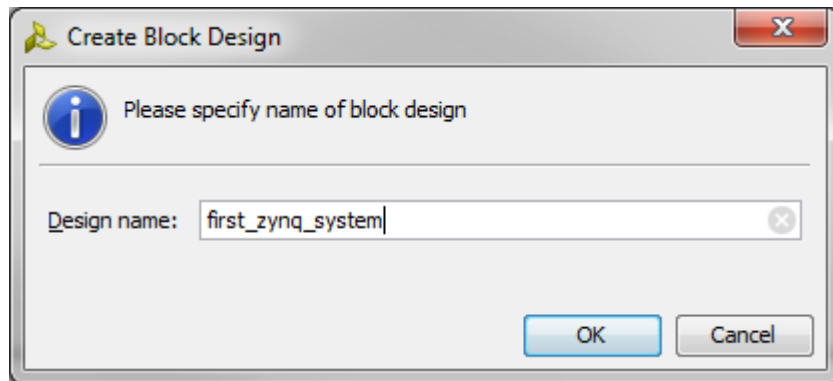 Create Block Design
Please specify name of block design
Design name: first_zynq_system
OK Cancel